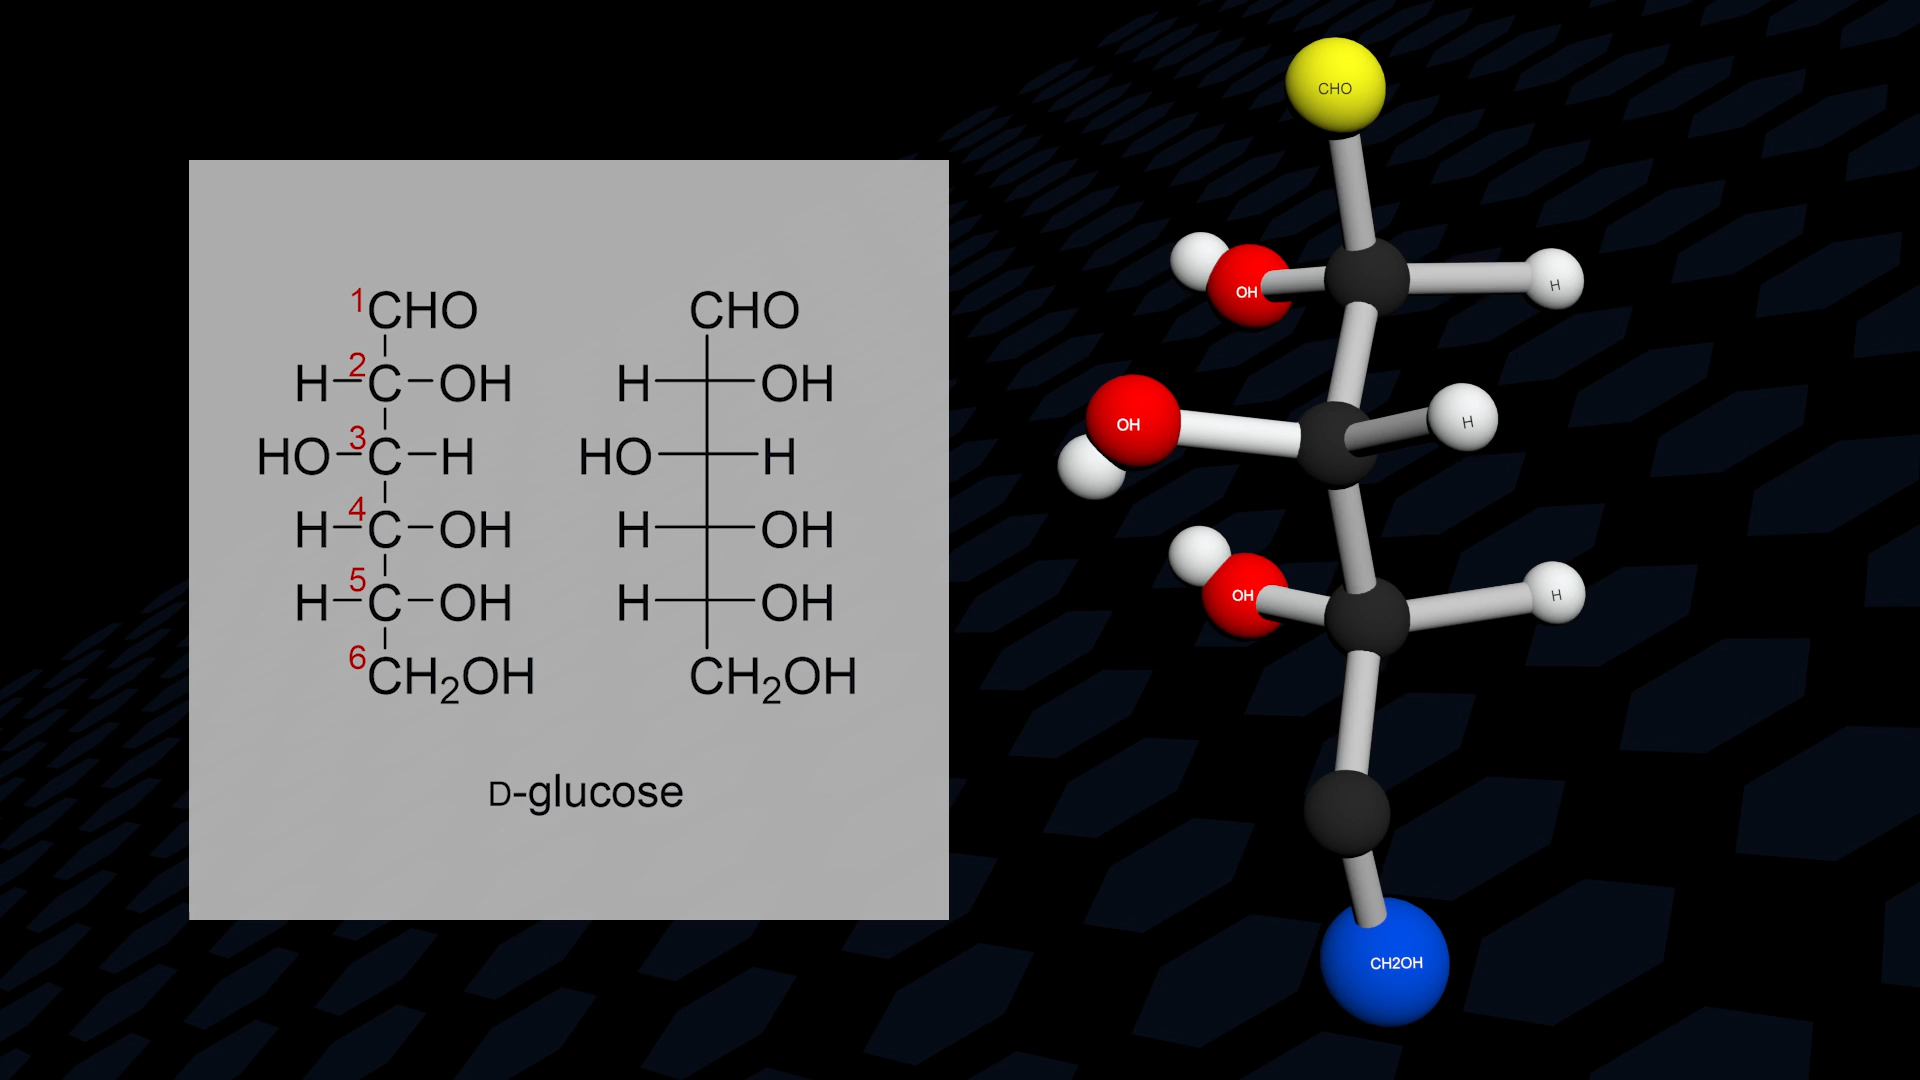 1CHO
H-2C-OH
HO-3C-H
H-4C-OH
H-5C-OH
6CH2OH
CHO
H OH
HO H
H OH
H OH
CH2OH
D-glucose
CHO
OH H
OH H
OH H
CH2OH